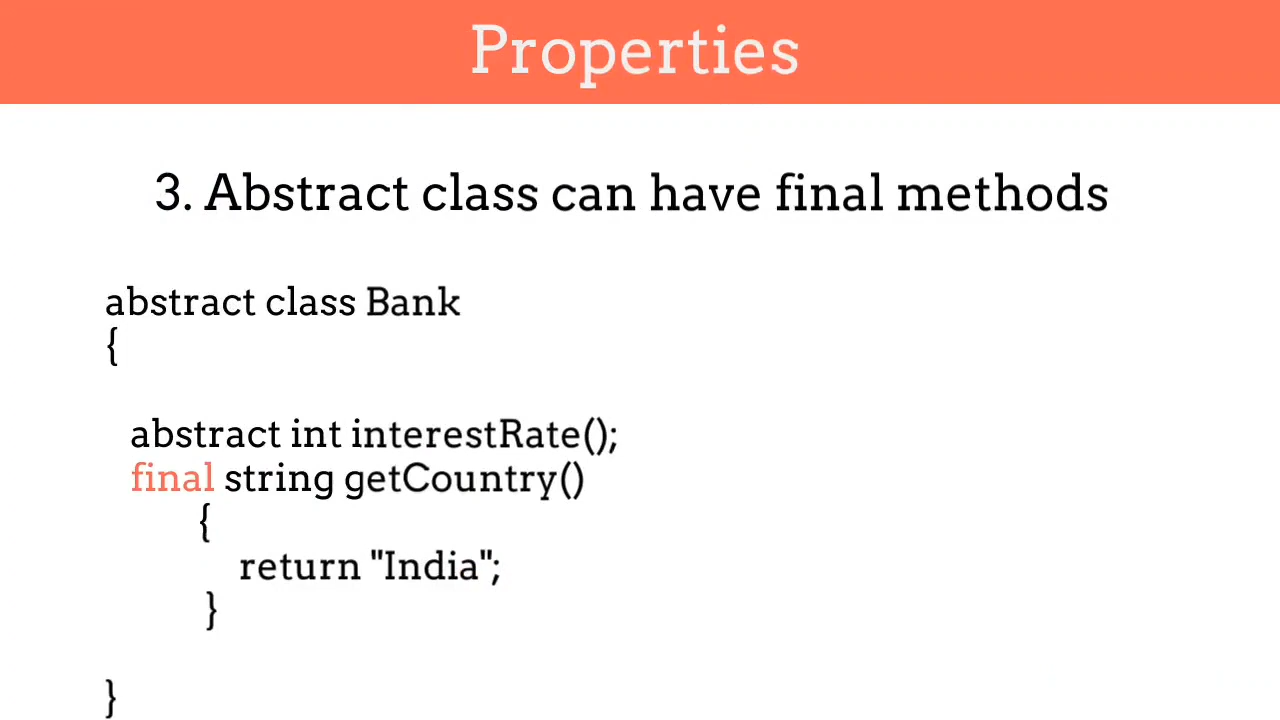 Properties
3. Abstract class can have final methods
abstract class Bank
{
abstract int interestRate();
final string getCountry()
{
return "India";
}
}